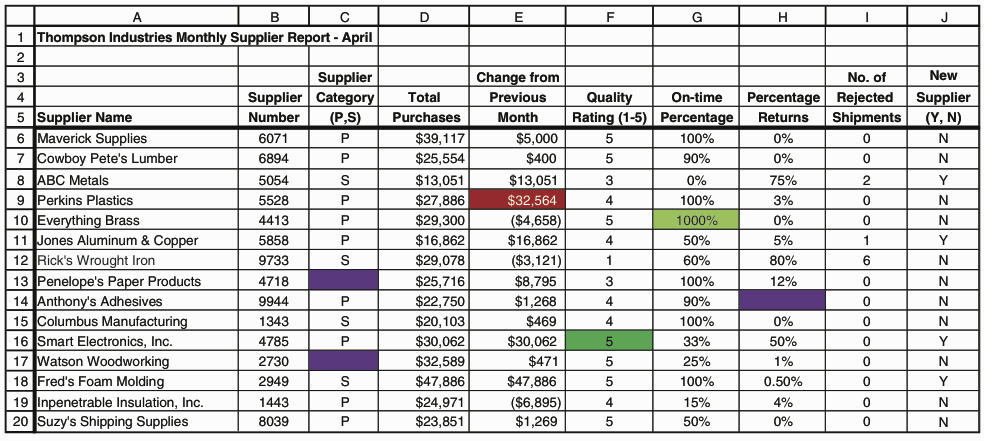 A B C D E F G H I J
1 Thompson Industries Monthly Supplier Report - April
2
3 Supplier Change from No. of New
4 Supplier Category Total Previous Quality On-time Percentage Rejected Supplier
5 Supplier Name Number (P,S) Purchases Month Rating (1-5) Percentage Returns Shipments (Y, N)
6 Maverick Supplies 6071 P $39,117 $5,000 5 100% 0% 0 N
7 Cowboy Pete's Lumber 6894 P $25,554 $400 5 90% 0% 0 N
8 ABC Metals 5054 S $13,051 $13,051 3 0% 75% 2 Y
9 Perkins Plastics 5528 P $27,886 $32,564 4 100% 3% 0 N
10 Everything Brass 4413 P $29,300 ($4,658) 5 1000% 0% 0 N
11 Jones Aluminum & Copper 5858 P $16,862 $16,862 4 50% 5% 1 Y
12 Rick's Wrought Iron 9733 S $29,078 ($3,121) 1 60% 80% 6 N
13 Penelope's Paper Products 4718 $25,716 $8,795 3 100% 12% 0 N
14 Anthony's Adhesives 9944 P $22,750 $1,268 4 90% 0 N
15 Columbus Manufacturing 1343 S $20,103 $469 4 100% 0% 0 N
16 Smart Electronics, Inc. 4785 P $30,062 $30,062 5 33% 50% 0 Y
17 Watson Woodworking 2730 $32,589 $471 5 25% 1% 0 N
18 Fred's Foam Molding 2949 S $47,886 $47,886 5 100% 0.50% 0 Y
19 Inpenetrable Insulation, Inc. 1443 P $24,971 ($6,895) 4 15% 4% 0 N
20 Suzy's Shipping Supplies 8039 P $23,851 $1,269 5 50% 0% 0 N